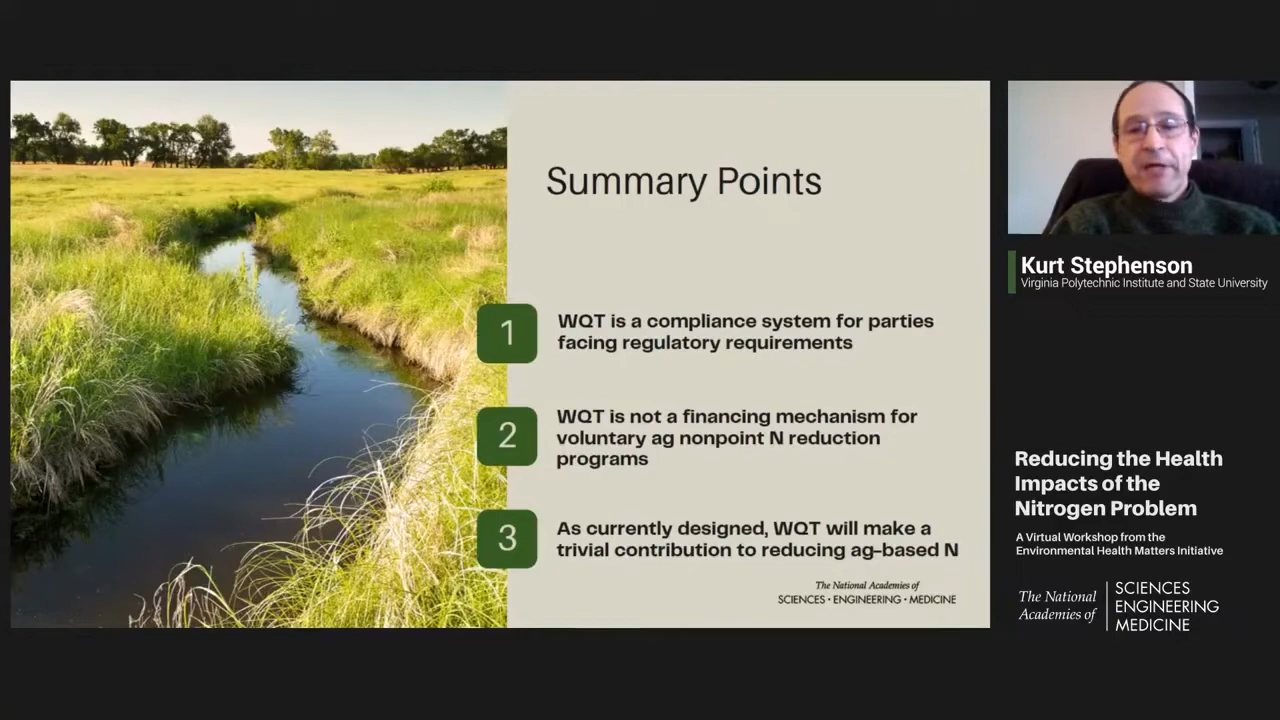 Summary Points
1
WQT is a compliance system for parties
facing regulatory requirements
2
WQT is not a financing mechanism for
voluntary ag nonpoint N reduction
programs
3
As currently designed, WQT will make a
trivial contribution to reducing ag-based N
The National Academies of
SCIENCES · ENGINEERING · MEDICINE
Kurt Stephenson
Virginia Polytechnic Institute and State University
Reducing the Health
Impacts of the
Nitrogen Problem
A Virtual Workshop from the
Environmental Health Matters Initiative
The National
Academies of
SCIENCES
ENGINEERING
MEDICINE